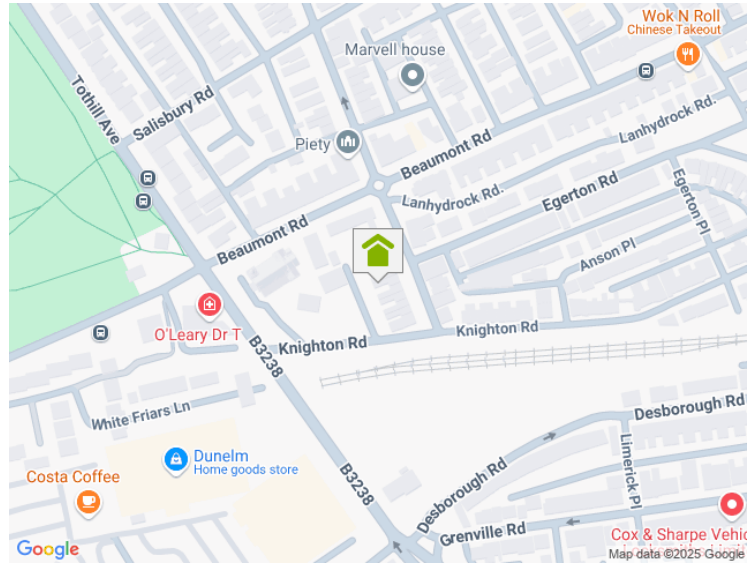 Wok N Roll
Chinese Takeout
Marvell house
Tothill Ave
Salisbury Rd
Piety
Beaumont Rd
Lanhydrock Rd.
Lanhydrock Rd.
Egerton Rd
Egerton Pl
Beaumont Rd
Anson Pl
O'Leary Dr T
B3238
Knighton Rd
Knighton Rd
White Friars Ln
Desborough Rd
Dunelm
Home goods store
Costa Coffee
B3238
Desborough Rd
Limerick Pl
Grenville Rd
Cox & Sharpe Vehic
Google
Map data ©2025 Google